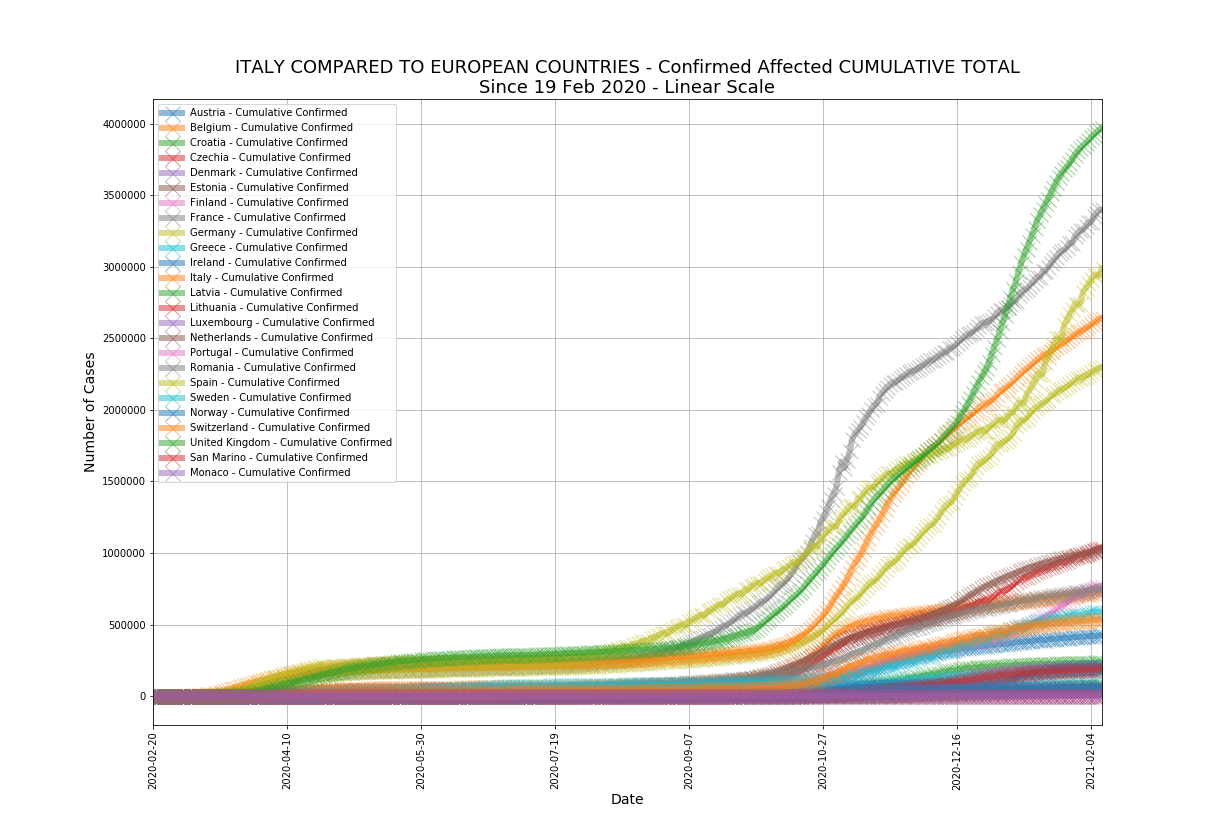 ITALY COMPARED TO EUROPEAN COUNTRIES - Confirmed Affected CUMULATIVE TOTAL
Since 19 Feb 2020 - Linear Scale
Austria - Cumulative Confirmed
Belgium - Cumulative Confirmed
Croatia - Cumulative Confirmed
Czechia - Cumulative Confirmed
Denmark - Cumulative Confirmed
Estonia - Cumulative Confirmed
Finland - Cumulative Confirmed
France - Cumulative Confirmed
Germany - Cumulative Confirmed
Greece - Cumulative Confirmed
Ireland - Cumulative Confirmed
Italy - Cumulative Confirmed
Latvia - Cumulative Confirmed
Lithuania - Cumulative Confirmed
Luxembourg - Cumulative Confirmed
Netherlands - Cumulative Confirmed
Portugal - Cumulative Confirmed
Romania - Cumulative Confirmed
Spain - Cumulative Confirmed
Sweden - Cumulative Confirmed
Norway - Cumulative Confirmed
Switzerland - Cumulative Confirmed
United Kingdom - Cumulative Confirmed
San Marino - Cumulative Confirmed
Monaco - Cumulative Confirmed
Number of Cases
4000000
3500000
3000000
2500000
2000000
1500000
1000000
500000
0
2020-02-20
2020-04-10
2020-05-30
2020-07-19
2020-09-07
2020-10-27
2020-12-16
2021-02-04
Date